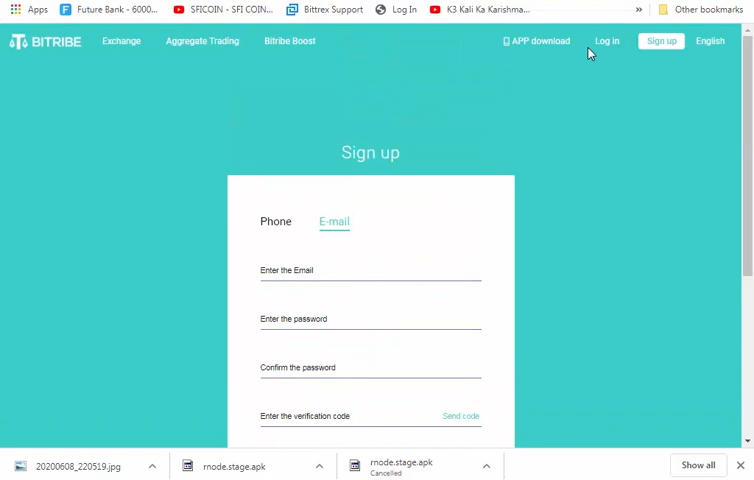 Apps Future Bank - 6000... SFICOIN - SFI COIN... Bittrex Support Log In K3 Kali Ka Karishma... » Other bookmarks
BITRIBE Exchange Aggregate Trading Bitribe Boost APP download Log in Sign up English
Sign up
Phone E-mail
Enter the Email
Enter the password
Confirm the password
Enter the verification code Send code
20200608_220519.jpg rnode.stage.apk rnode.stage.apk Show all
Cancelled